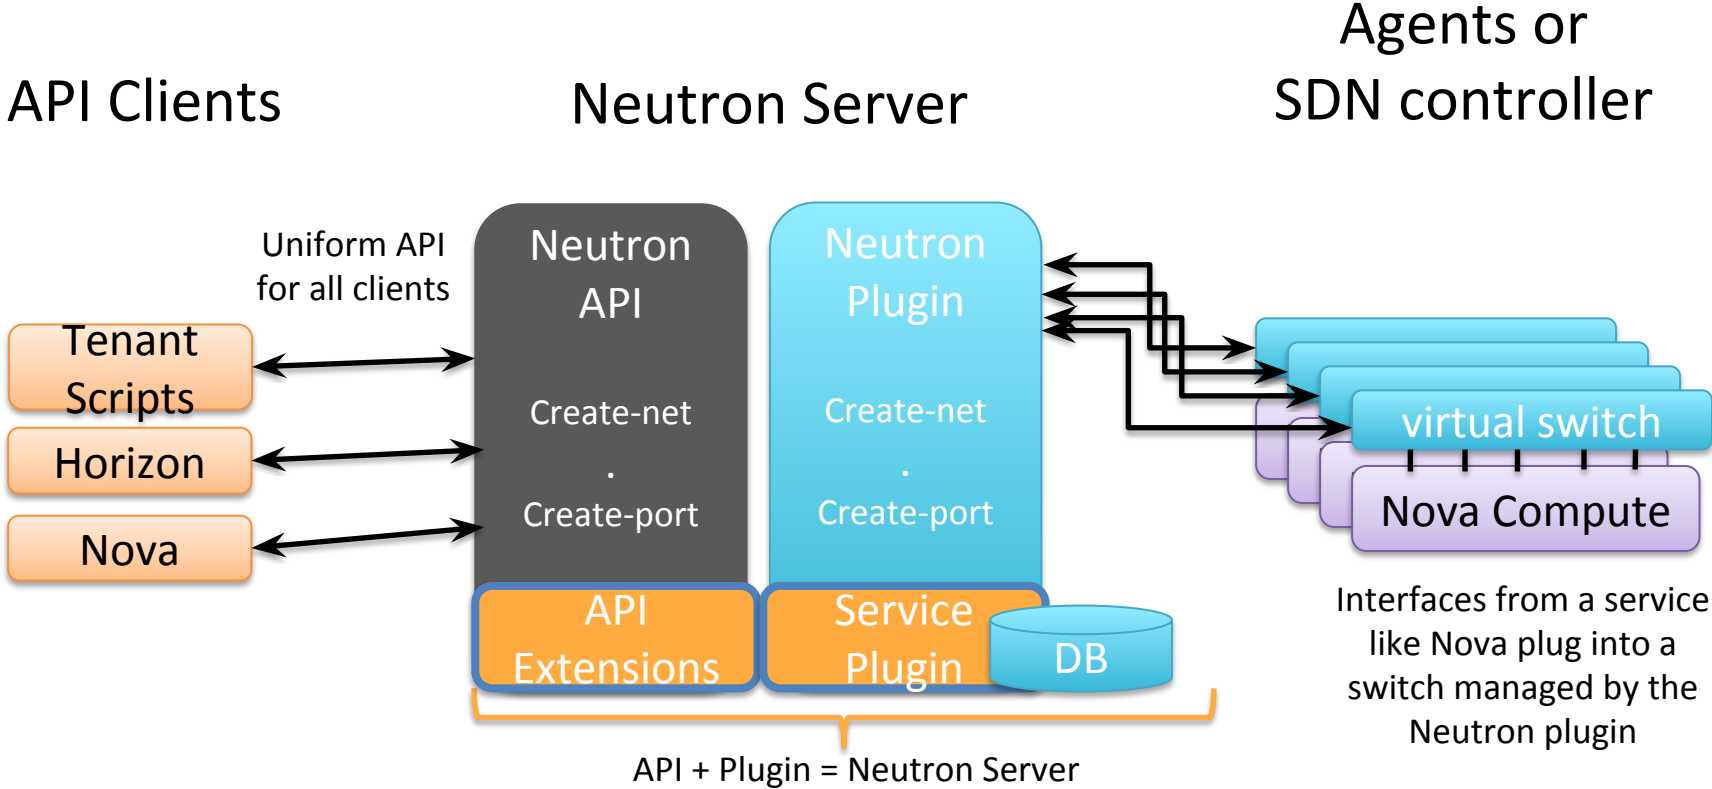 API Clients
Neutron Server
Agents or
SDN controller
Uniform API
for all clients
Tenant
Scripts
Horizon
Nova
Neutron
API
Create-net
.
Create-port
API
Extensions
Neutron
Plugin
Create-net
.
Create-port
Service
Plugin
DB
API + Plugin = Neutron Server
virtual switch
Nova Compute
Interfaces from a service
like Nova plug into a
switch managed by the
Neutron plugin